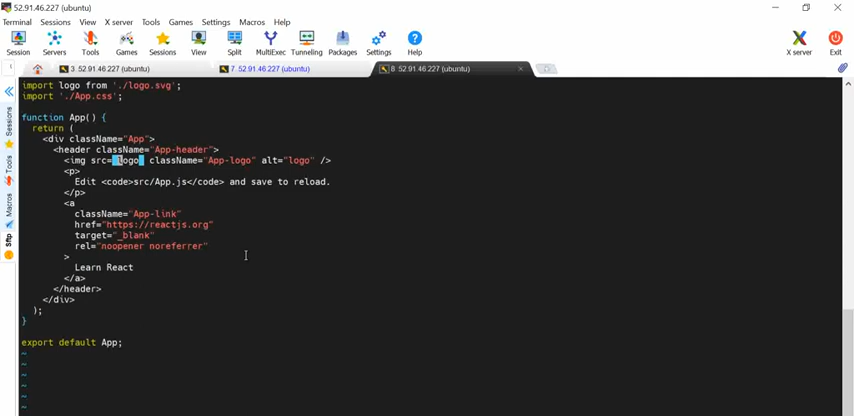 52.91.46.227 (ubuntu)
Terminal Sessions View X server Tools Games Settings Macros Help
Session Servers Tools Games Sessions View Split MultiExec Tunneling Packages Settings Help X server Exit
3. 52.91.46.227 (ubuntu) 7. 52.91.46.227 (ubuntu) 8. 52.91.46.227 (ubuntu)
Sessions
Tools
Macros
Sftp
import logo from './logo.svg';
import './App.css';
function App() {
return (
<div className="App">
<header className="App-header">
<img src={logo} className="App-logo" alt="logo" />
<p>
Edit <code>src/App.js</code> and save to reload.
</p>
<a
className="App-link"
href="https://reactjs.org"
target="_blank"
rel="noopener noreferrer"
>
Learn React
</a>
</header>
</div>
);
}
export default App;
~
~
~
~
~
~